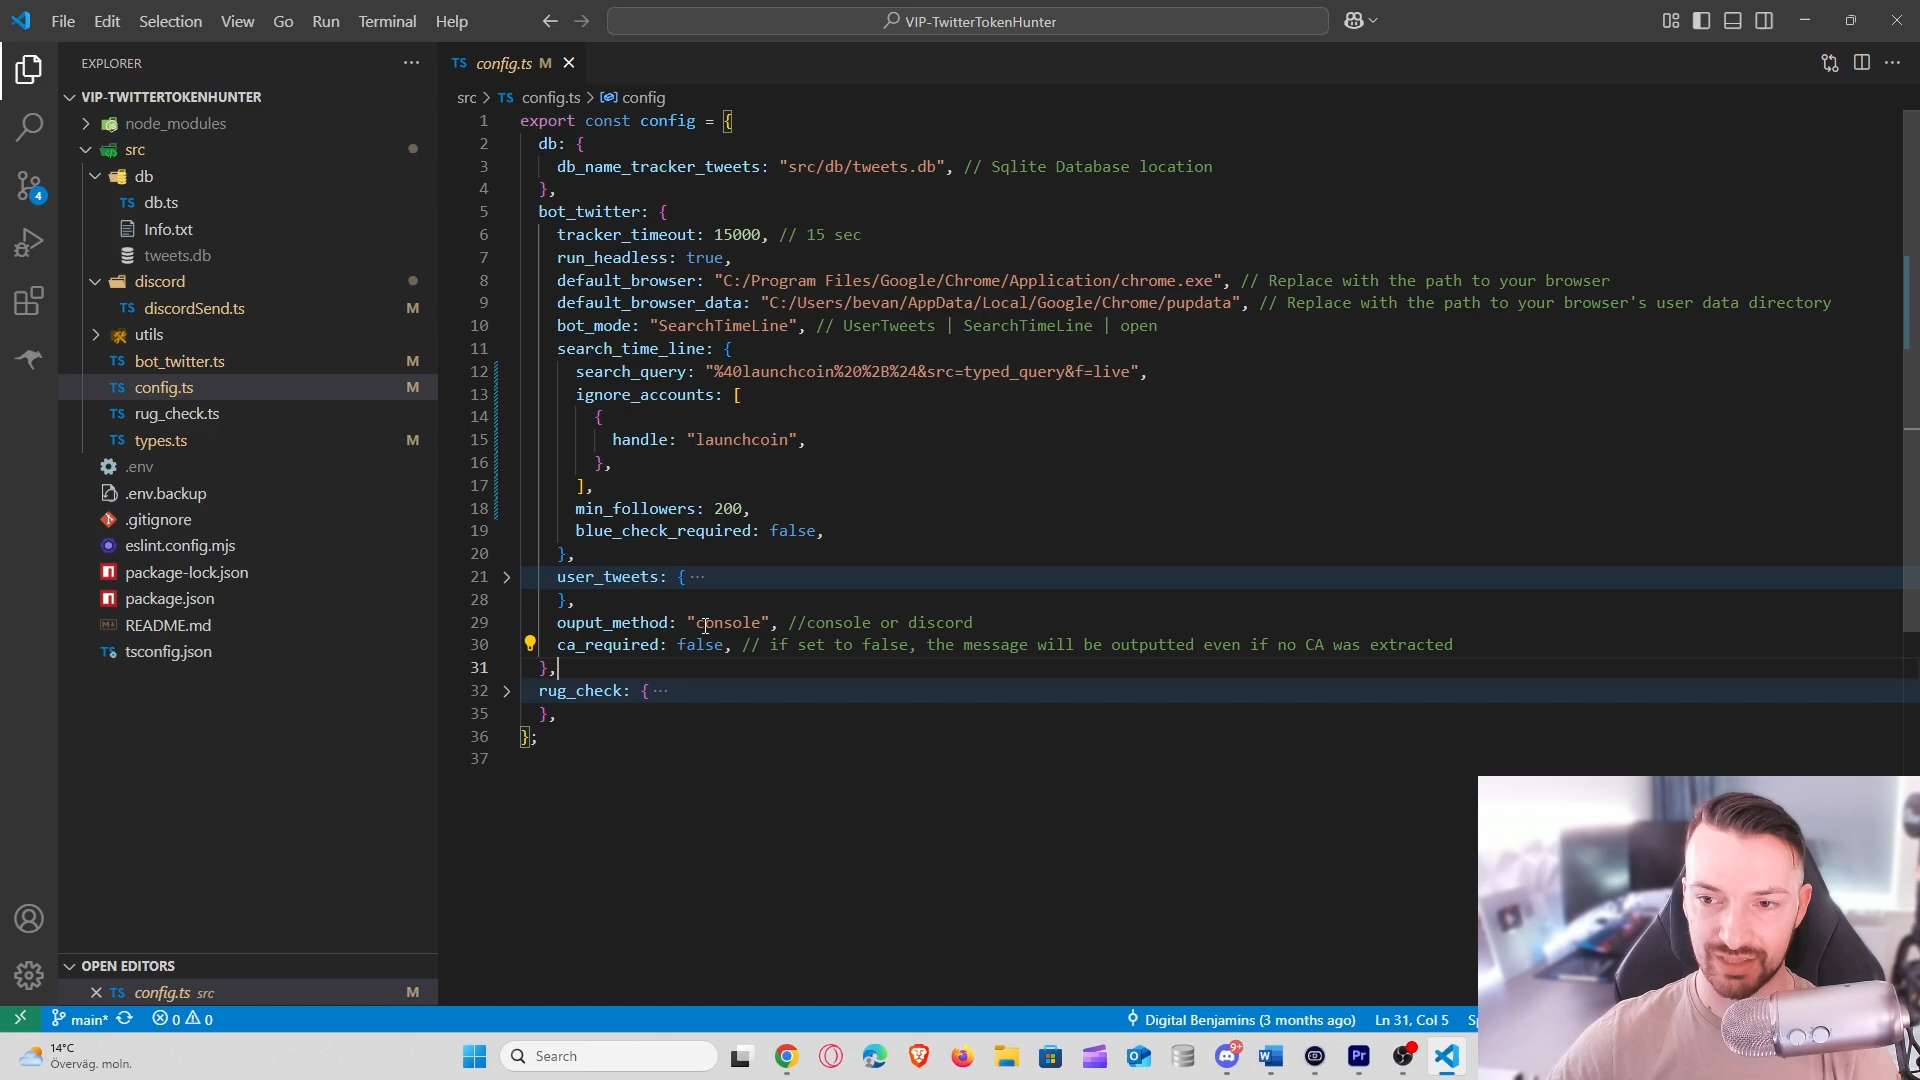 File Edit Selection View Go Run Terminal Help
VIP-TwitterTokenHunter
EXPLORER
VIP-TWITTERTOKENHUNTER
node_modules
src
db
TS db.ts
Info.txt
tweets.db
discord
TS discordSend.ts M
utils
TS bot_twitter.ts M
TS config.ts M
TS rug_check.ts
TS types.ts M
.env
.env.backup
.gitignore
eslint.config.mjs
package-lock.json
package.json
README.md
TS tsconfig.json
OPEN EDITORS
TS config.ts src M
4
TS config.ts M
src > TS config.ts > config
1 export const config = {
2 db: {
3 db_name_tracker_tweets: "src/db/tweets.db", // Sqlite Database location
4 },
5 bot_twitter: {
6 tracker_timeout: 15000, // 15 sec
7 run_headless: true,
8 default_browser: "C:/Program Files/Google/Chrome/Application/chrome.exe", // Replace with the path to your browser
9 default_browser_data: "C:/Users/bevan/AppData/Local/Google/Chrome/pupdata", // Replace with the path to your browser's user data directory
10 bot_mode: "SearchTimeLine", // UserTweets | SearchTimeLine | open
11 search_time_line: {
12 search_query: "%40launchcoin%20%2B%24&src=typed_query&f=live",
13 ignore_accounts: [
14 {
15 handle: "launchcoin",
16 },
17 ],
18 min_followers: 200,
19 blue_check_required: false,
20 },
21 user_tweets: { ...
28 },
29 ouput_method: "console", //console or discord
30 ca_required: false, // if set to false, the message will be outputted even if no CA was extracted
31 },
32 rug_check: { ...
35 },
36 };
37
main* 0 0 Digital Benjamins (3 months ago) Ln 31, Col 5 Sp
14°C
Överväg. moln.
Search
9+